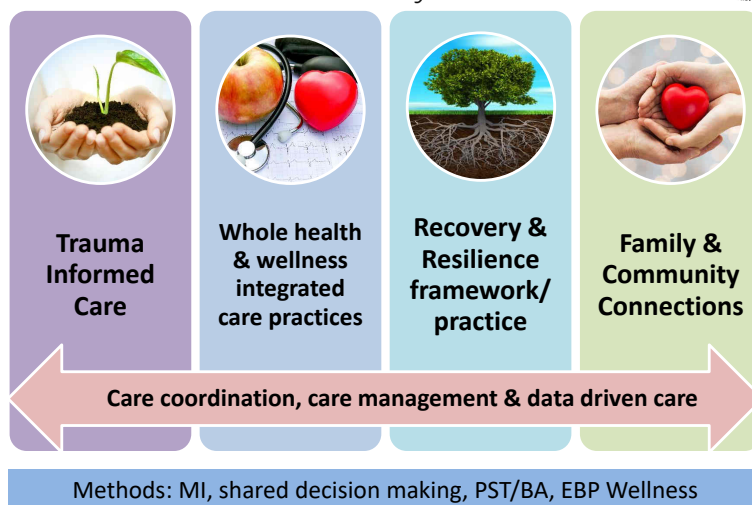 Trauma
Informed
Care
Whole health
& wellness
integrated
care practices
Recovery &
Resilience
framework/
practice
Family &
Community
Connections
Care coordination, care management & data driven care
Methods: MI, shared decision making, PST/BA, EBP Wellness